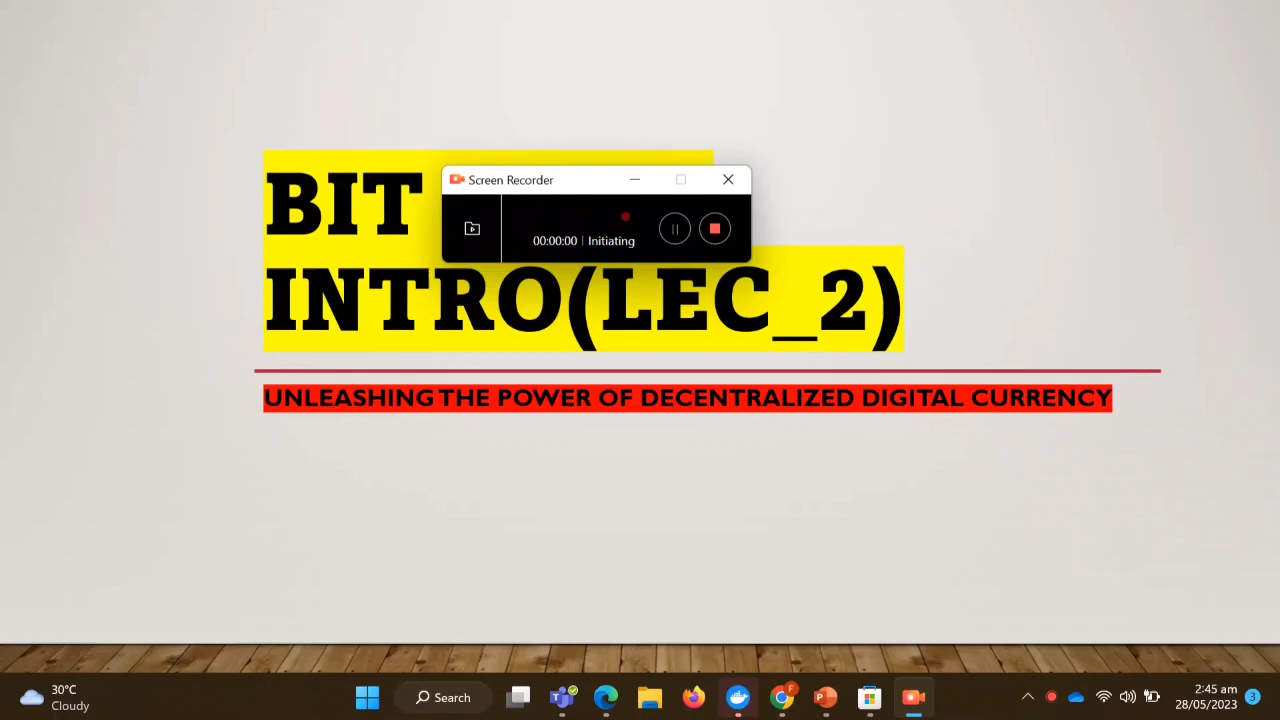 BIT
Screen Recorder
00:00:00 | Initiating
INTRO(LEC_2)
UNLEASHING THE POWER OF DECENTRALIZED DIGITAL CURRENCY
30°C
Cloudy
Search
F
2:45 am
28/05/2023
3